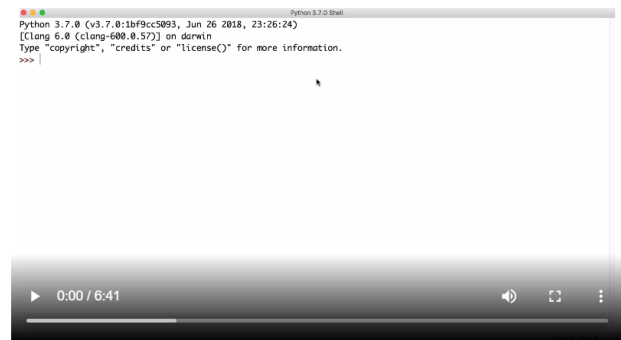 Python 3.7.0 Shell
Python 3.7.0 (v3.7.0:1bf9cc5093, Jun 26 2018, 23:26:24)
[Clang 6.0 (clang-600.0.57)] on darwin
Type "copyright", "credits" or "license()" for more information.
>>>
0:00 / 6:41